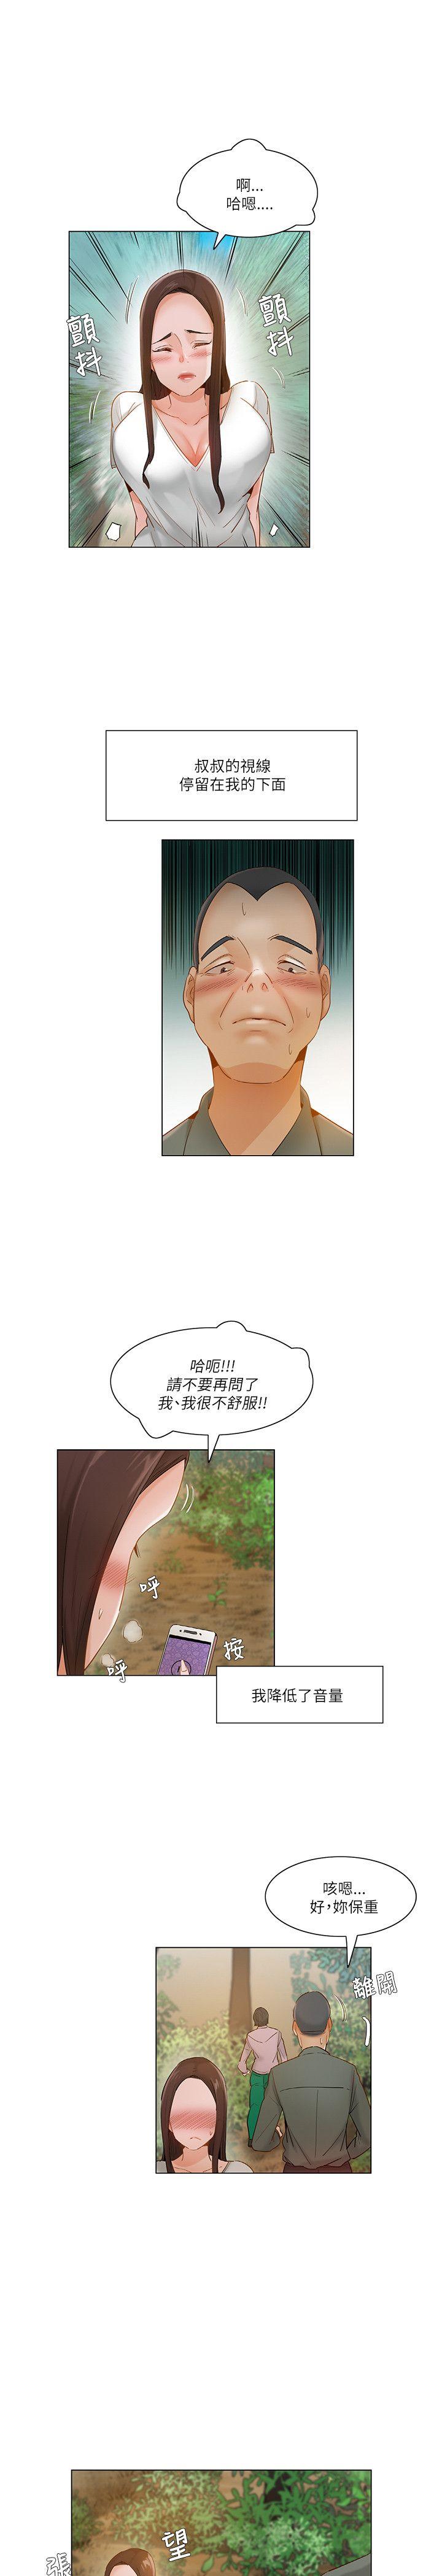 啊...
哈嗯....
顫抖
顫抖
叔叔的視線
停留在我的下面
哈呃!!!
請不要再問了
我、我很不舒服!!
呼
呼
按
我降低了音量
咳嗯...
好,妳保重
離開
張
望